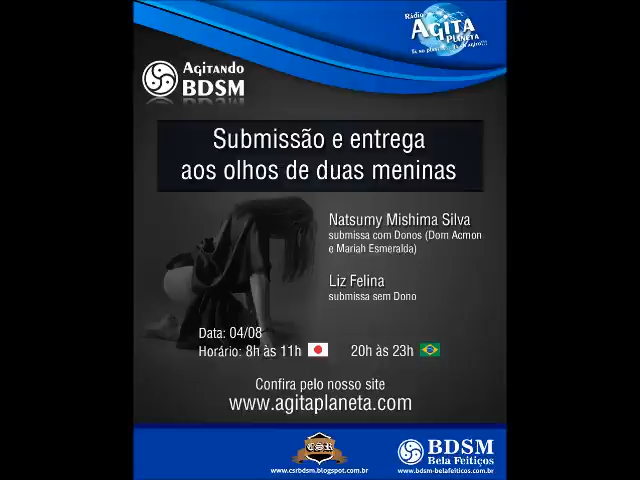 Rádio
AGITA
PLANETA
AGITANDO
BDSM
Submissão e entrega
aos olhos de duas meninas
Natsumy Mishima Silva
submissa com Donos (Dom Acmon
e Mariah Esmeralda)
Liz Felina
submissa sem Dono
Data: 04/08
Horário: 8h às 11h 20h às 23h
Confira pelo nosso site
www.agitaplaneta.com
CSR
www.csrbdsm.blogspot.com.br
BDSM
Bela Feitiços
www.bdsm-belafeiticos.com.br